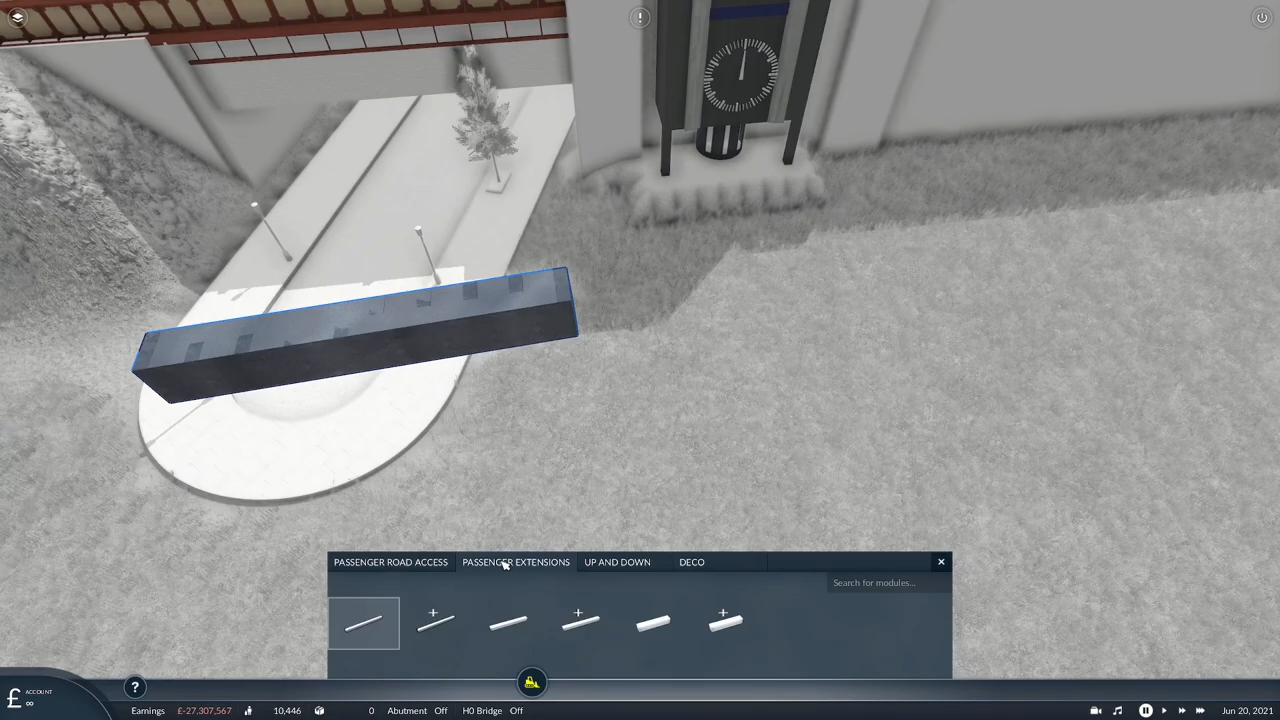 PASSENGER ROAD ACCESS PASSENGER EXTENSIONS UP AND DOWN DECO
Search for modules...
£ ACCOUNT
∞
?
Earnings £-27,307,567 10,446 0 Abutment Off H0 Bridge Off Jun 20, 2021